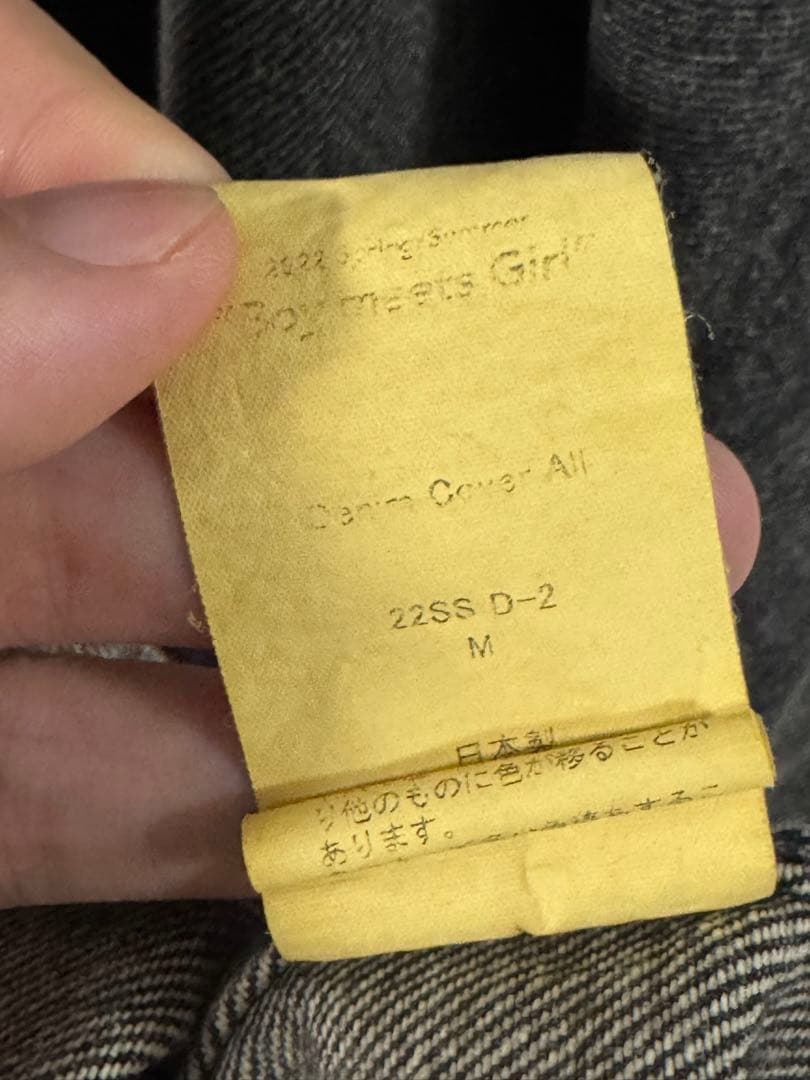 2022 Spring/Summer
"Boy Meets Girl"
Denim Cover All
22SS D-2
M
日本製
り他のものに色が移ることが
あります。